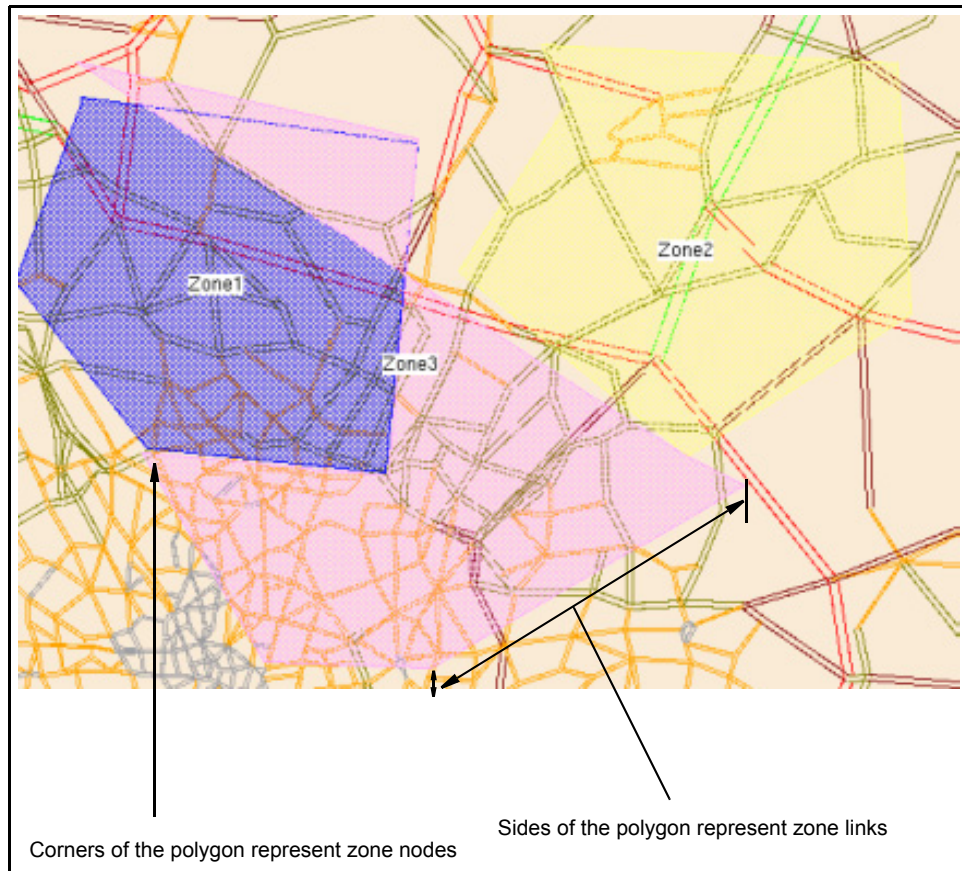 Zone2
Zone1
Zone3
Sides of the polygon represent zone links
Corners of the polygon represent zone nodes